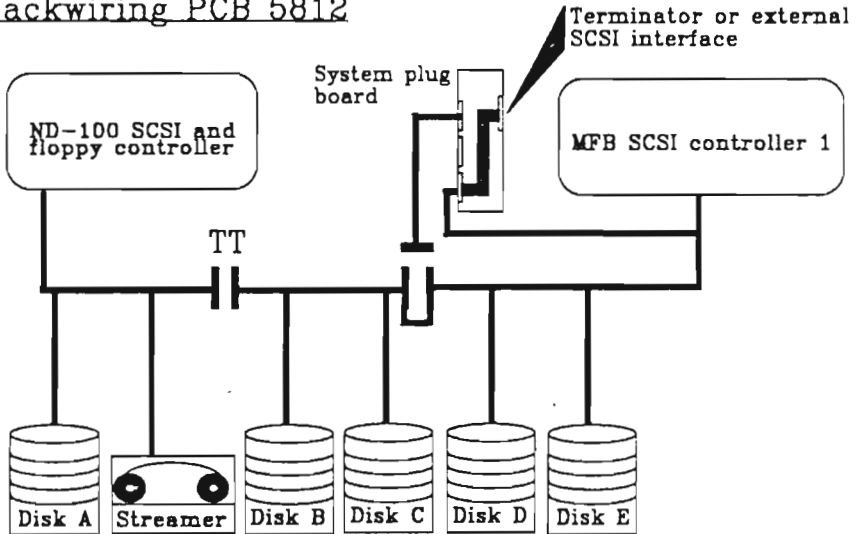 ackwiring PCB 5812
Terminator or external
SCSI interface
System plug
board
ND-100 SCSI and
floppy controller
MFB SCSI controller 1
TT
Disk A
Streamer
Disk B
Disk C
Disk D
Disk E